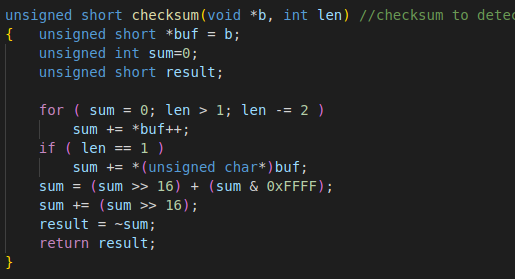 unsigned short checksum(void *b, int len) //checksum to detec
{   unsigned short *buf = b;
    unsigned int sum=0;
    unsigned short result;

    for ( sum = 0; len > 1; len -= 2 )
        sum += *buf++;
    if ( len == 1 )
        sum += *(unsigned char*)buf;
    sum = (sum >> 16) + (sum & 0xFFFF);
    sum += (sum >> 16);
    result = ~sum;
    return result;
}